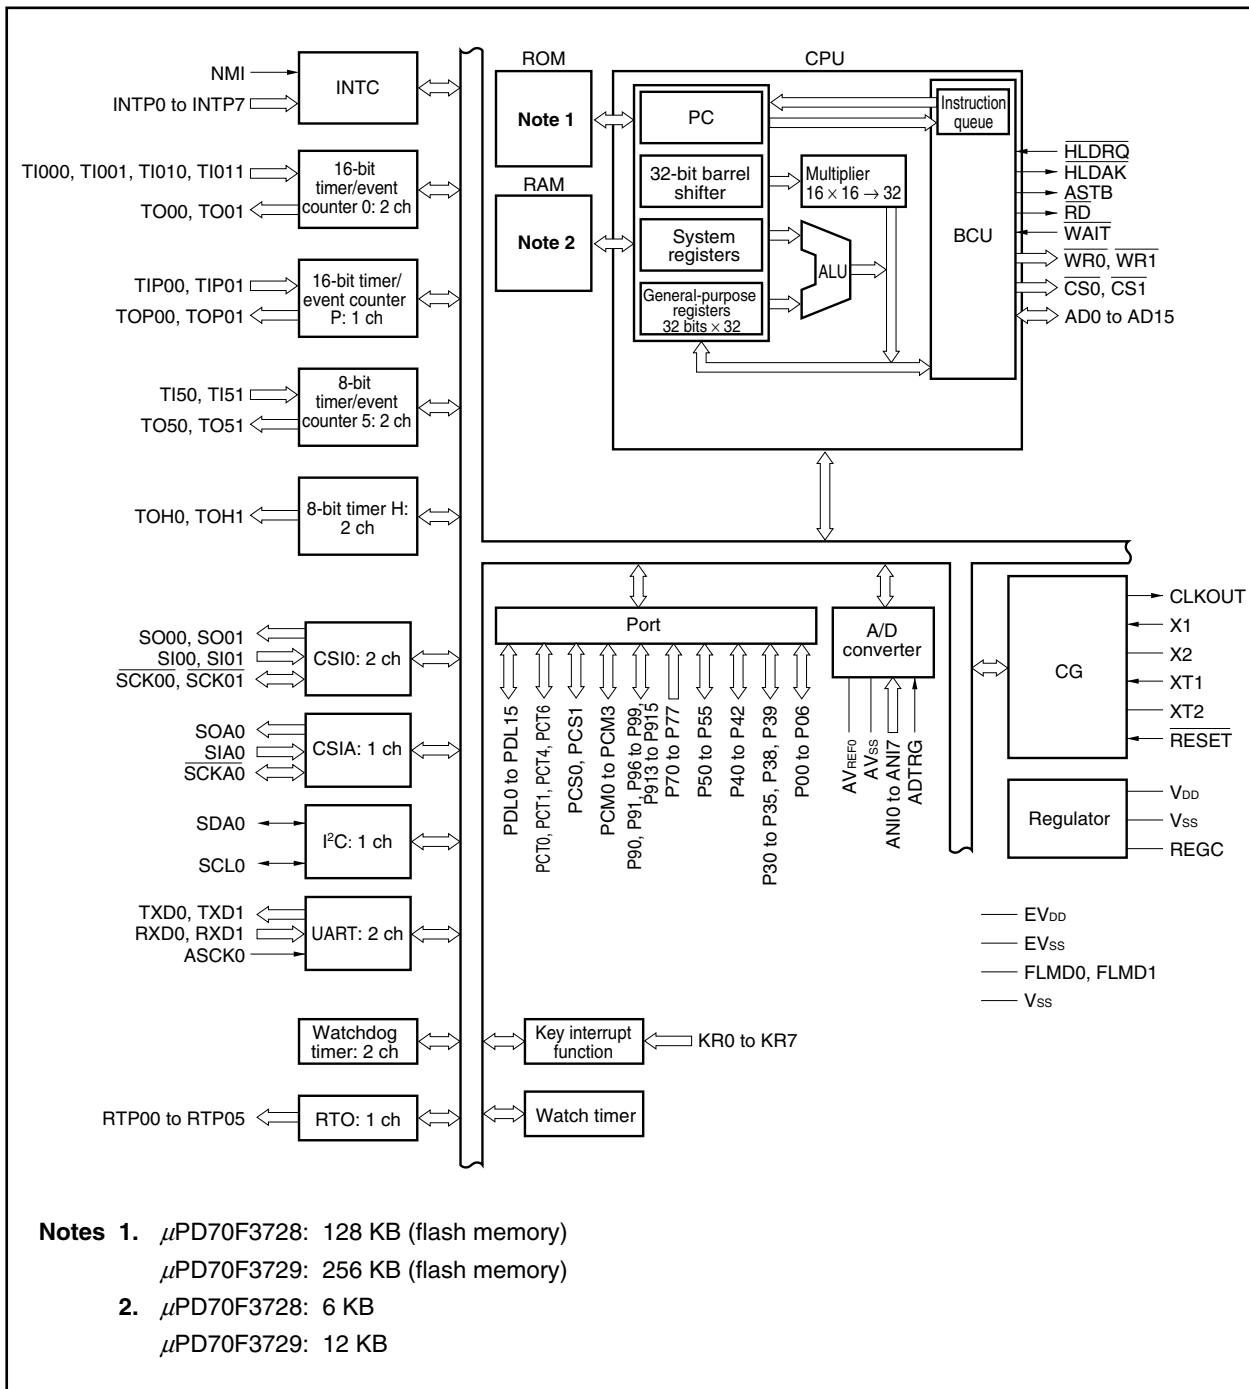 NMI
INTP0 to INTP7
INTC
TI000, TI001, TI010, TI011
TO00, TO01
16-bit
timer/event
counter 0: 2 ch
TIP00, TIP01
TOP00, TOP01
16-bit timer/
event counter
P: 1 ch
TI50, TI51
TO50, TO51
8-bit
timer/event
counter 5: 2 ch
TOH0, TOH1
8-bit timer H:
2 ch
SO00, SO01
SI00, SI01
SCK00, SCK01
CSI0: 2 ch
SOA0
SIA0
SCKA0
CSIA: 1 ch
SDA0
SCL0
I²C: 1 ch
TXD0, TXD1
RXD0, RXD1
ASCK0
UART: 2 ch
Watchdog
timer: 2 ch
RTP00 to RTP05
RTO: 1 ch
ROM
Note 1
RAM
Note 2
CPU
PC
32-bit barrel
shifter
System
registers
General-purpose
registers
32 bits × 32
Multiplier
16 × 16 → 32
ALU
Instruction
queue
BCU
HLDRQ
HLDAK
ASTB
RD
WAIT
WR0, WR1
CS0, CS1
AD0 to AD15
Port
PDL0 to PDL15
PCT0, PCT1, PCT4, PCT6
PCS0, PCS1
PCM0 to PCM3
P90, P91, P96 to P99,
P913 to P915
P70 to P77
P50 to P55
P40 to P42
P30 to P35, P38, P39
P00 to P06
A/D
converter
AVREF0
AVSS
ANI0 to ANI7
ADTRG
CG
CLKOUT
X1
X2
XT1
XT2
RESET
Regulator
VDD
VSS
REGC
EVDD
EVSS
FLMD0, FLMD1
VSS
Key interrupt
function
KR0 to KR7
Watch timer
Notes 1. μPD70F3728: 128 KB (flash memory)
μPD70F3729: 256 KB (flash memory)
2. μPD70F3728: 6 KB
μPD70F3729: 12 KB